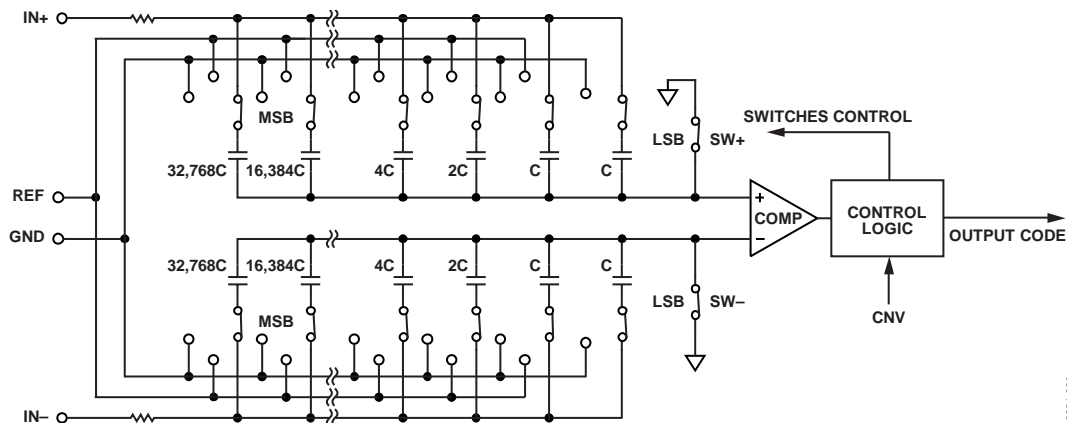 IN+
MSB
LSB
SW+
SWITCHES CONTROL
32,768C
16,384C
4C
2C
C
C
REF
GND
COMP
+
−
CONTROL
LOGIC
OUTPUT CODE
32,768C
16,384C
4C
2C
C
C
MSB
LSB
SW−
CNV
IN−